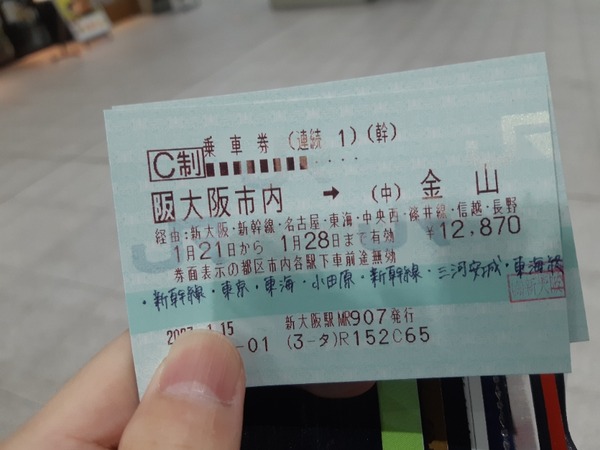 C制 乗車券 (連続 1) (幹)
阪 大阪市内 → (中) 金山
経由:新大阪・新幹線・名古屋・東海・中央西・篠井線・信越・長野
1月21日から 1月28日まで有効 ¥12,870
券面表示の都区市内各駅下車前途無効
・新幹線・東京・東海・小田原・新幹線・三河安城・東海線
1.15 新大阪駅MR907発行
-01 (3-タ) R152C65